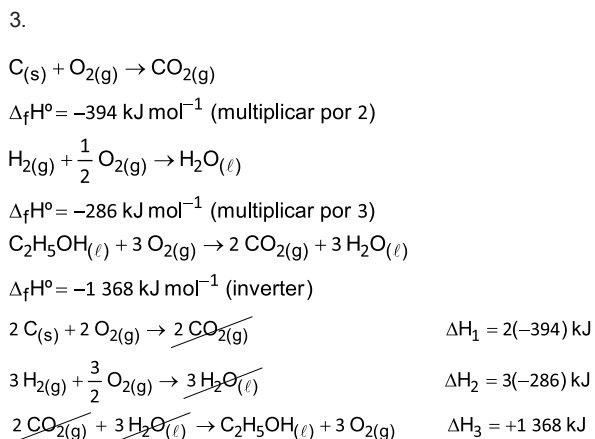 3.
C(s) + O2(g) → CO2(g)
ΔfHº = –394 kJ mol⁻¹ (multiplicar por 2)
H2(g) + 1/2 O2(g) → H2O(ℓ)
ΔfHº = –286 kJ mol⁻¹ (multiplicar por 3)
C2H5OH(ℓ) + 3 O2(g) → 2 CO2(g) + 3 H2O(ℓ)
ΔfHº = –1 368 kJ mol⁻¹ (inverter)
2 C(s) + 2 O2(g) → 2 CO2(g) ΔH1 = 2(–394) kJ
3 H2(g) + 3/2 O2(g) → 3 H2O(ℓ) ΔH2 = 3(–286) kJ
2 CO2(g) + 3 H2O(ℓ) → C2H5OH(ℓ) + 3 O2(g) ΔH3 = +1 368 kJ